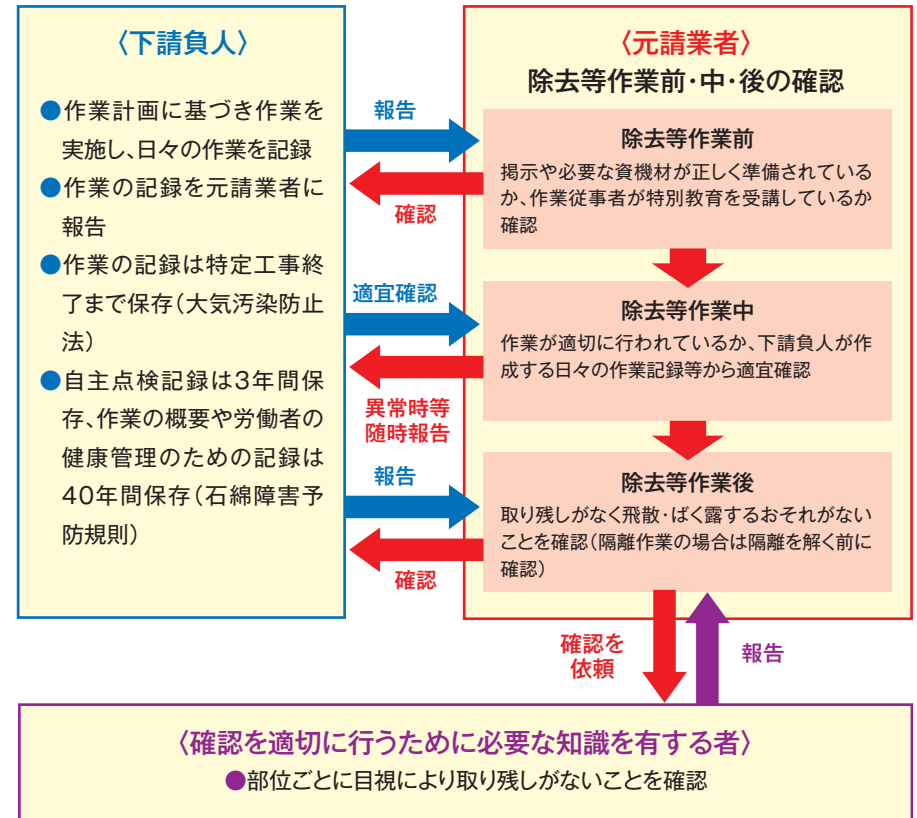 〈下請負人〉
●作業計画に基づき作業を
実施し、日々の作業を記録
●作業の記録を元請業者に
報告
●作業の記録は特定工事終
了まで保存（大気汚染防止
法）
●自主点検記録は3年間保
存、作業の概要や労働者の
健康管理のための記録は
40年間保存（石綿障害予
防規則）
報告
確認
適宜確認
異常時等
随時報告
報告
確認
〈元請業者〉
除去等作業前・中・後の確認
除去等作業前
掲示や必要な資機材が正しく準備されている
か、作業従事者が特別教育を受講しているか
確認
除去等作業中
作業が適切に行われているか、下請負人が作
成する日々の作業記録等から適宜確認
除去等作業後
取り残しがなく飛散・ばく露するおそれがない
ことを確認（隔離作業の場合は隔離を解く前に
確認）
確認を
依頼
報告
〈確認を適切に行うために必要な知識を有する者〉
●部位ごとに目視により取り残しがないことを確認